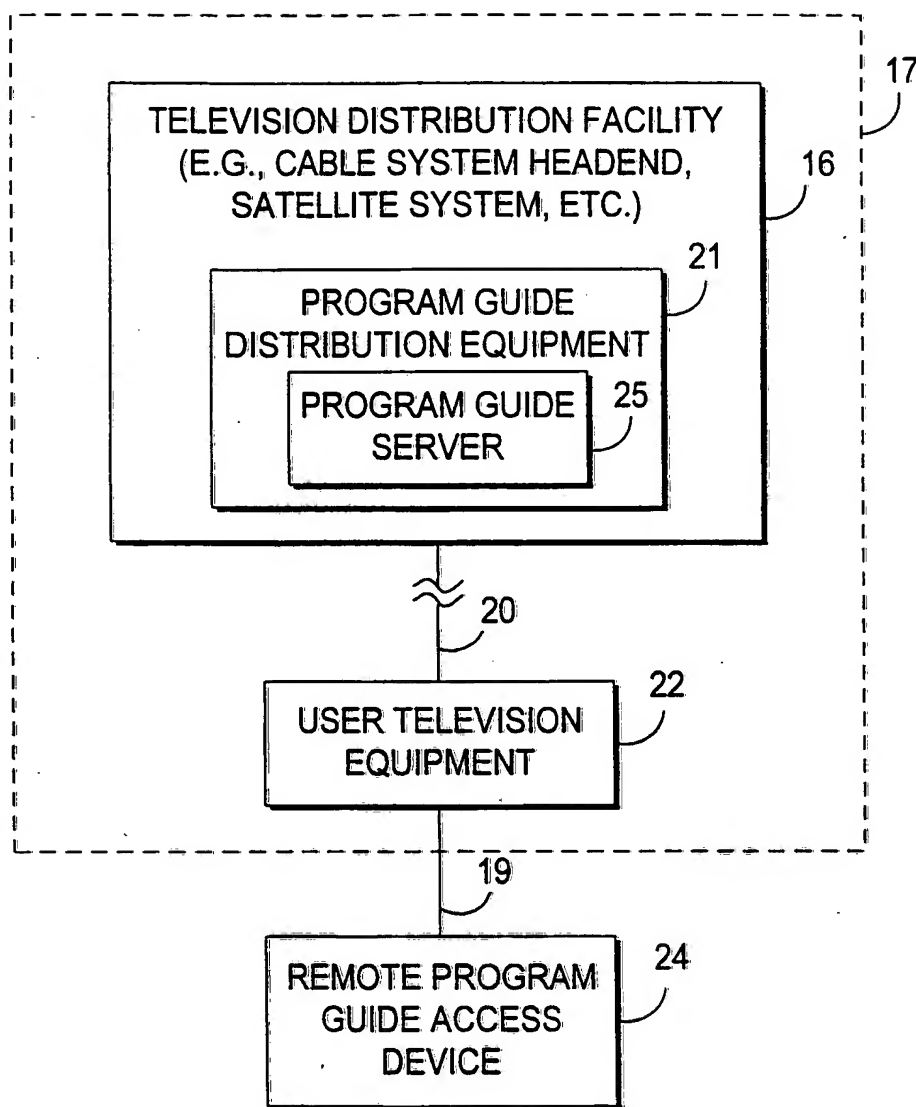 17
TELEVISION DISTRIBUTION FACILITY
(E.G., CABLE SYSTEM HEADEND,
SATELLITE SYSTEM, ETC.)
16
21
PROGRAM GUIDE
DISTRIBUTION EQUIPMENT
PROGRAM GUIDE
SERVER
25
20
USER TELEVISION
EQUIPMENT
22
19
REMOTE PROGRAM
GUIDE ACCESS
DEVICE
24